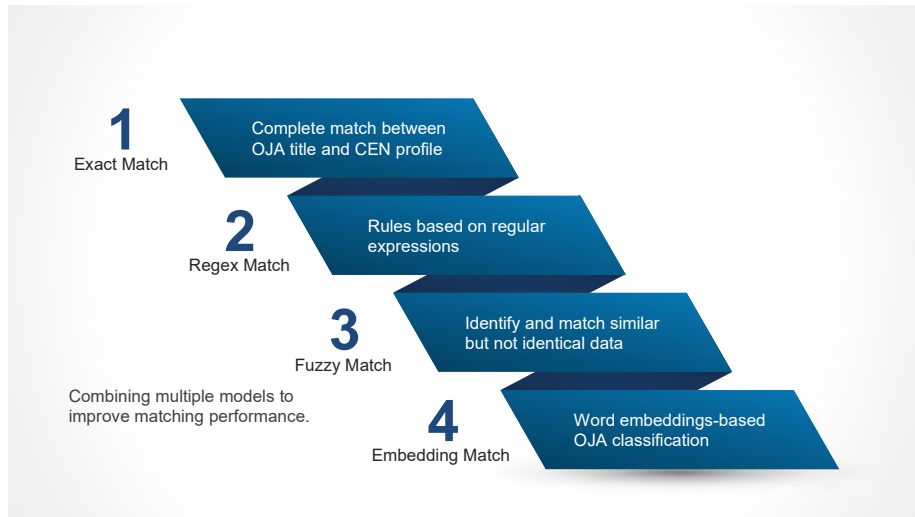 1
Exact Match
Complete match between
OJA title and CEN profile
2
Regex Match
Rules based on regular
expressions
3
Fuzzy Match
Identify and match similar
but not identical data
Combining multiple models to
improve matching performance.
4
Embedding Match
Word embeddings-based
OJA classification